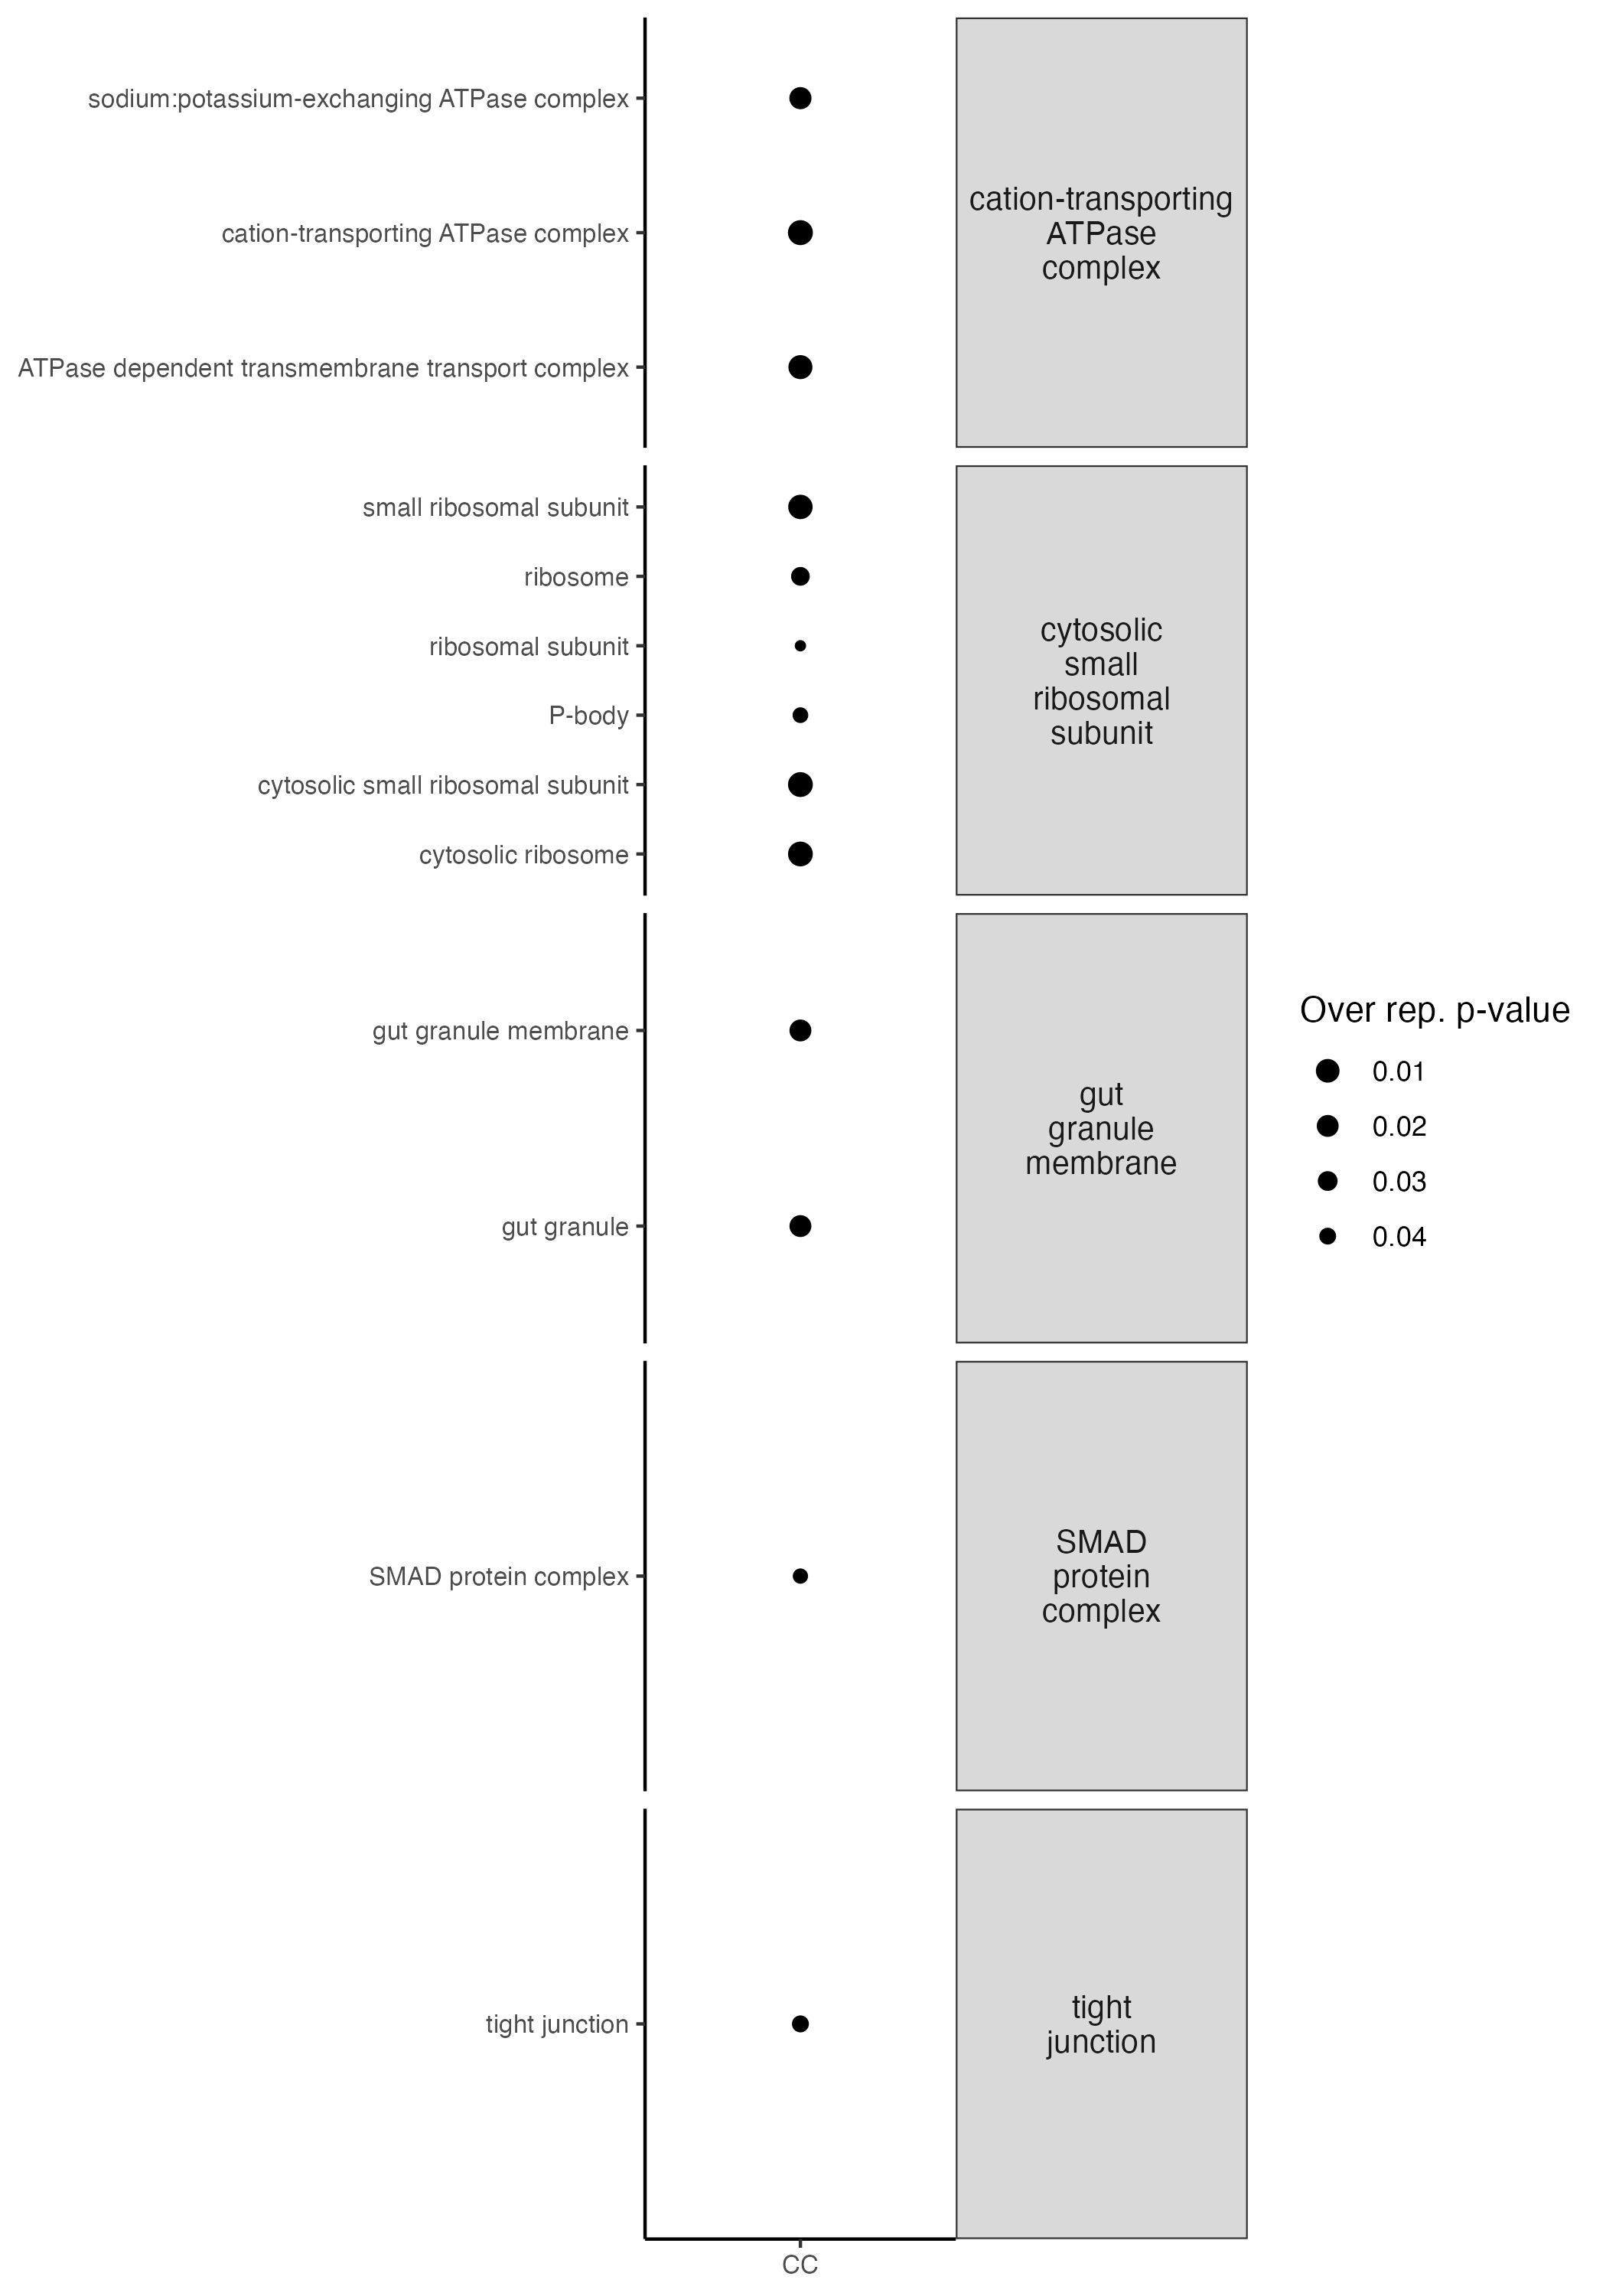 sodium:potassium-exchanging ATPase complex
cation-transporting ATPase complex
ATPase dependent transmembrane transport complex
cation-transporting
ATPase
complex
small ribosomal subunit
ribosome
ribosomal subunit
P-body
cytosolic small ribosomal subunit
cytosolic ribosome
cytosolic
small
ribosomal
subunit
gut granule membrane
gut granule
gut
granule
membrane
SMAD protein complex
SMAD
protein
complex
tight junction
tight
junction
CC
Over rep. p-value
0.01
0.02
0.03
0.04